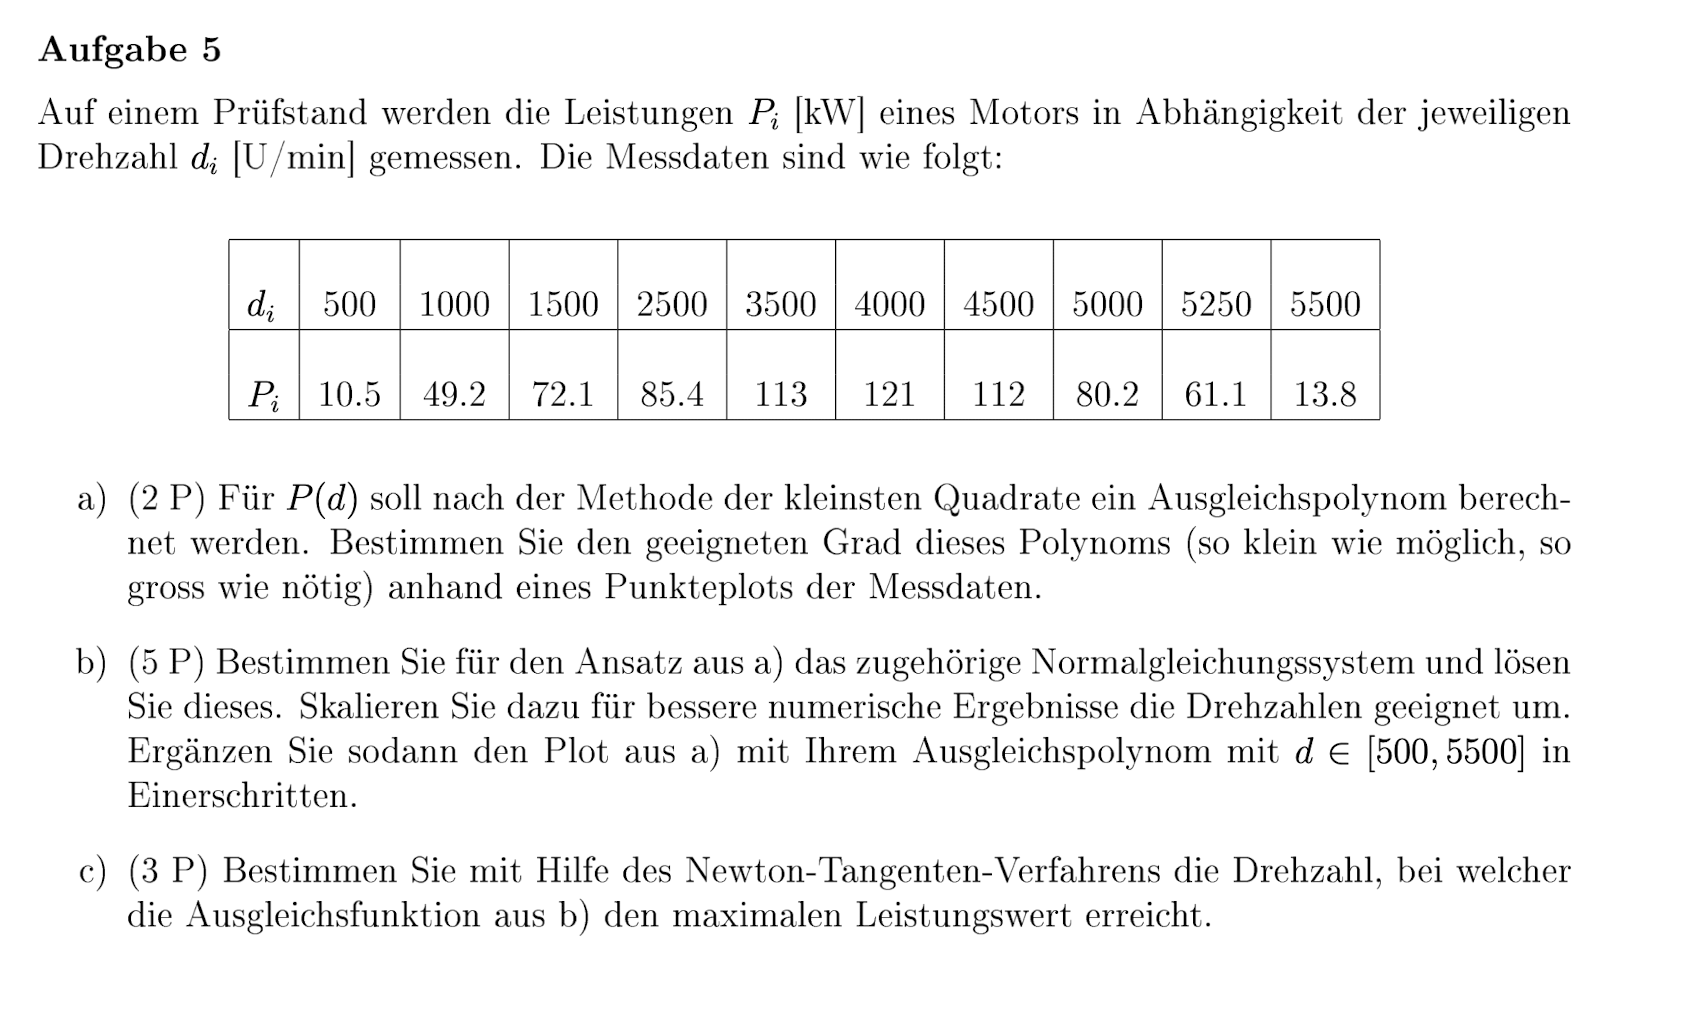 Aufgabe 5
Auf einem Prüfstand werden die Leistungen P_i [kW] eines Motors in Abhängigkeit der jeweiligen
Drehzahl d_i [U/min] gemessen. Die Messdaten sind wie folgt:
d_i 500 1000 1500 2500 3500 4000 4500 5000 5250 5500
P_i 10.5 49.2 72.1 85.4 113 121 112 80.2 61.1 13.8
a) (2 P) Für P(d) soll nach der Methode der kleinsten Quadrate ein Ausgleichspolynom berech-
net werden. Bestimmen Sie den geeigneten Grad dieses Polynoms (so klein wie möglich, so
gross wie nötig) anhand eines Punkteplots der Messdaten.
b) (5 P) Bestimmen Sie für den Ansatz aus a) das zugehörige Normalgleichungssystem und lösen
Sie dieses. Skalieren Sie dazu für bessere numerische Ergebnisse die Drehzahlen geeignet um.
Ergänzen Sie sodann den Plot aus a) mit Ihrem Ausgleichspolynom mit d ∈ [500, 5500] in
Einerschritten.
c) (3 P) Bestimmen Sie mit Hilfe des Newton-Tangenten-Verfahrens die Drehzahl, bei welcher
die Ausgleichsfunktion aus b) den maximalen Leistungswert erreicht.